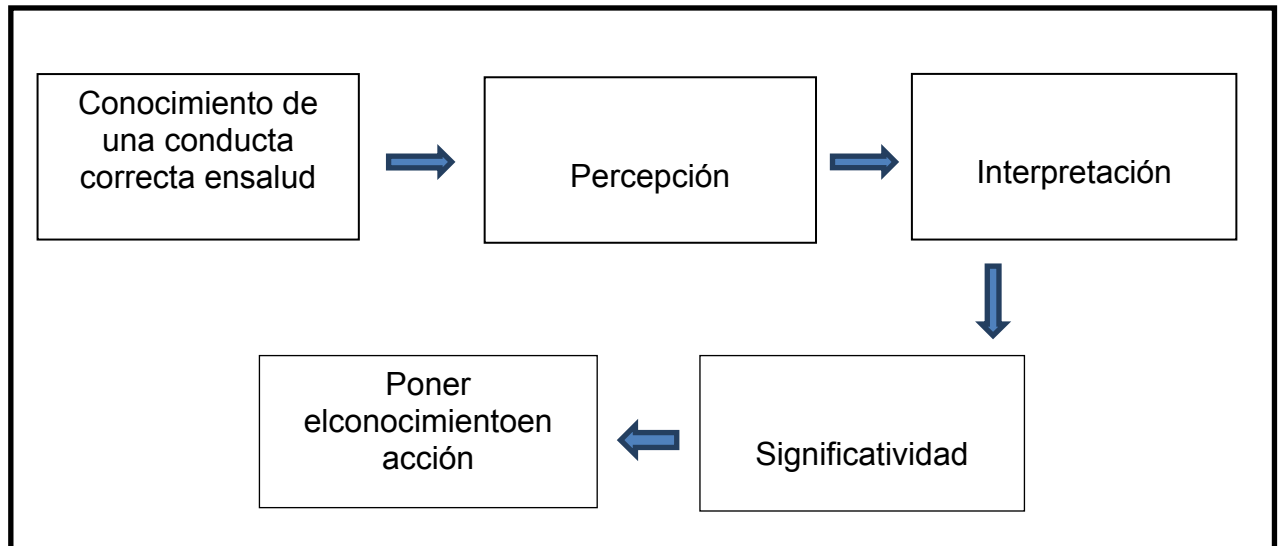 Conocimiento de
una conducta
correcta ensalud
Percepción
Interpretación
Significatividad
Poner
elconocimientoen
acción